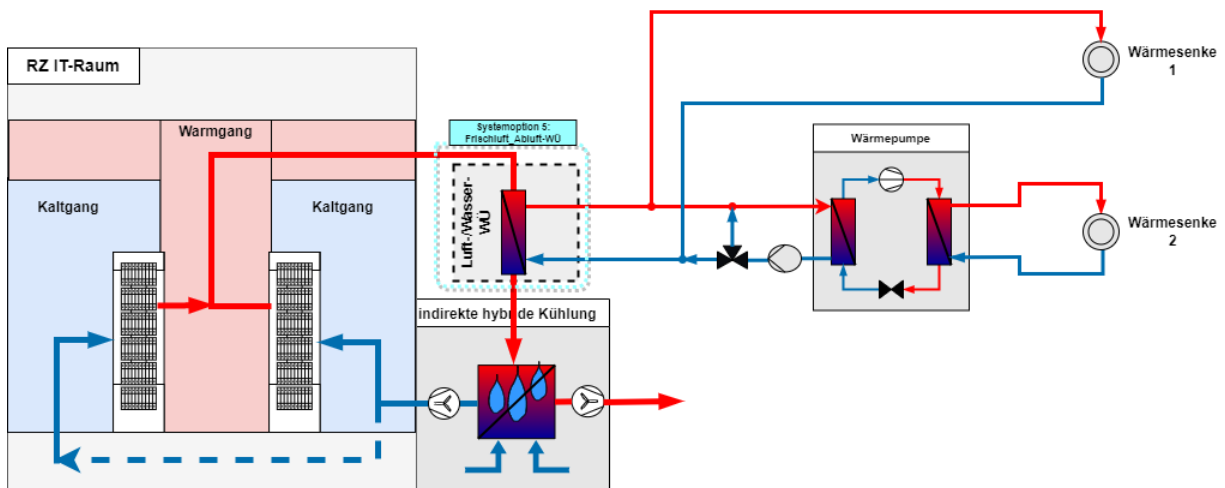 RZ IT-Raum
Warmgang
Kaltgang
Kaltgang
Systemoption 5:
Frischluft_Abluft-WÜ
Luft-/Wasser-
WÜ
indirekte hybride Kühlung
Wärmepumpe
Wärmesenke
1
Wärmesenke
2